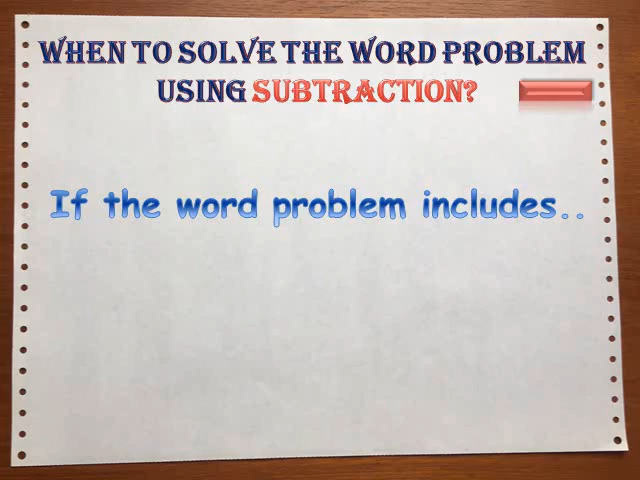 WHEN TO SOLVE THE WORD PROBLEM
USING SUBTRACTION?
If the word problem includes..